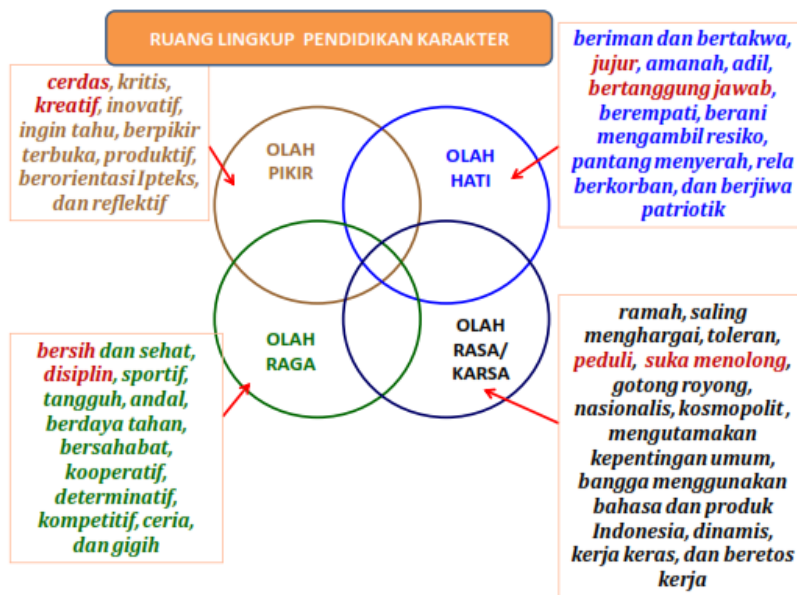 RUANG LINGKUP PENDIDIKAN KARAKTER
cerdas, kritis,
kreatif, inovatif,
ingin tahu, berpikir
terbuka, produktif,
berorientasi Ipteks,
dan reflektif
OLAH
PIKIR
OLAH
HATI
beriman dan bertakwa,
jujur, amanah, adil,
bertanggung jawab,
berempati, berani
mengambil resiko,
pantang menyerah, rela
berkorban, dan berjiwa
patriotik
bersih dan sehat,
disiplin, sportif,
tangguh, andal,
berdaya tahan,
bersahabat,
kooperatif,
determinatif,
kompetitif, ceria,
dan gigih
OLAH
RAGA
OLAH
RASA/
KARSA
ramah, saling
menghargai, toleran,
peduli, suka menolong,
gotong royong,
nasionalis, kosmopolit ,
mengutamakan
kepentingan umum,
bangga menggunakan
bahasa dan produk
Indonesia, dinamis,
kerja keras, dan beretos
kerja